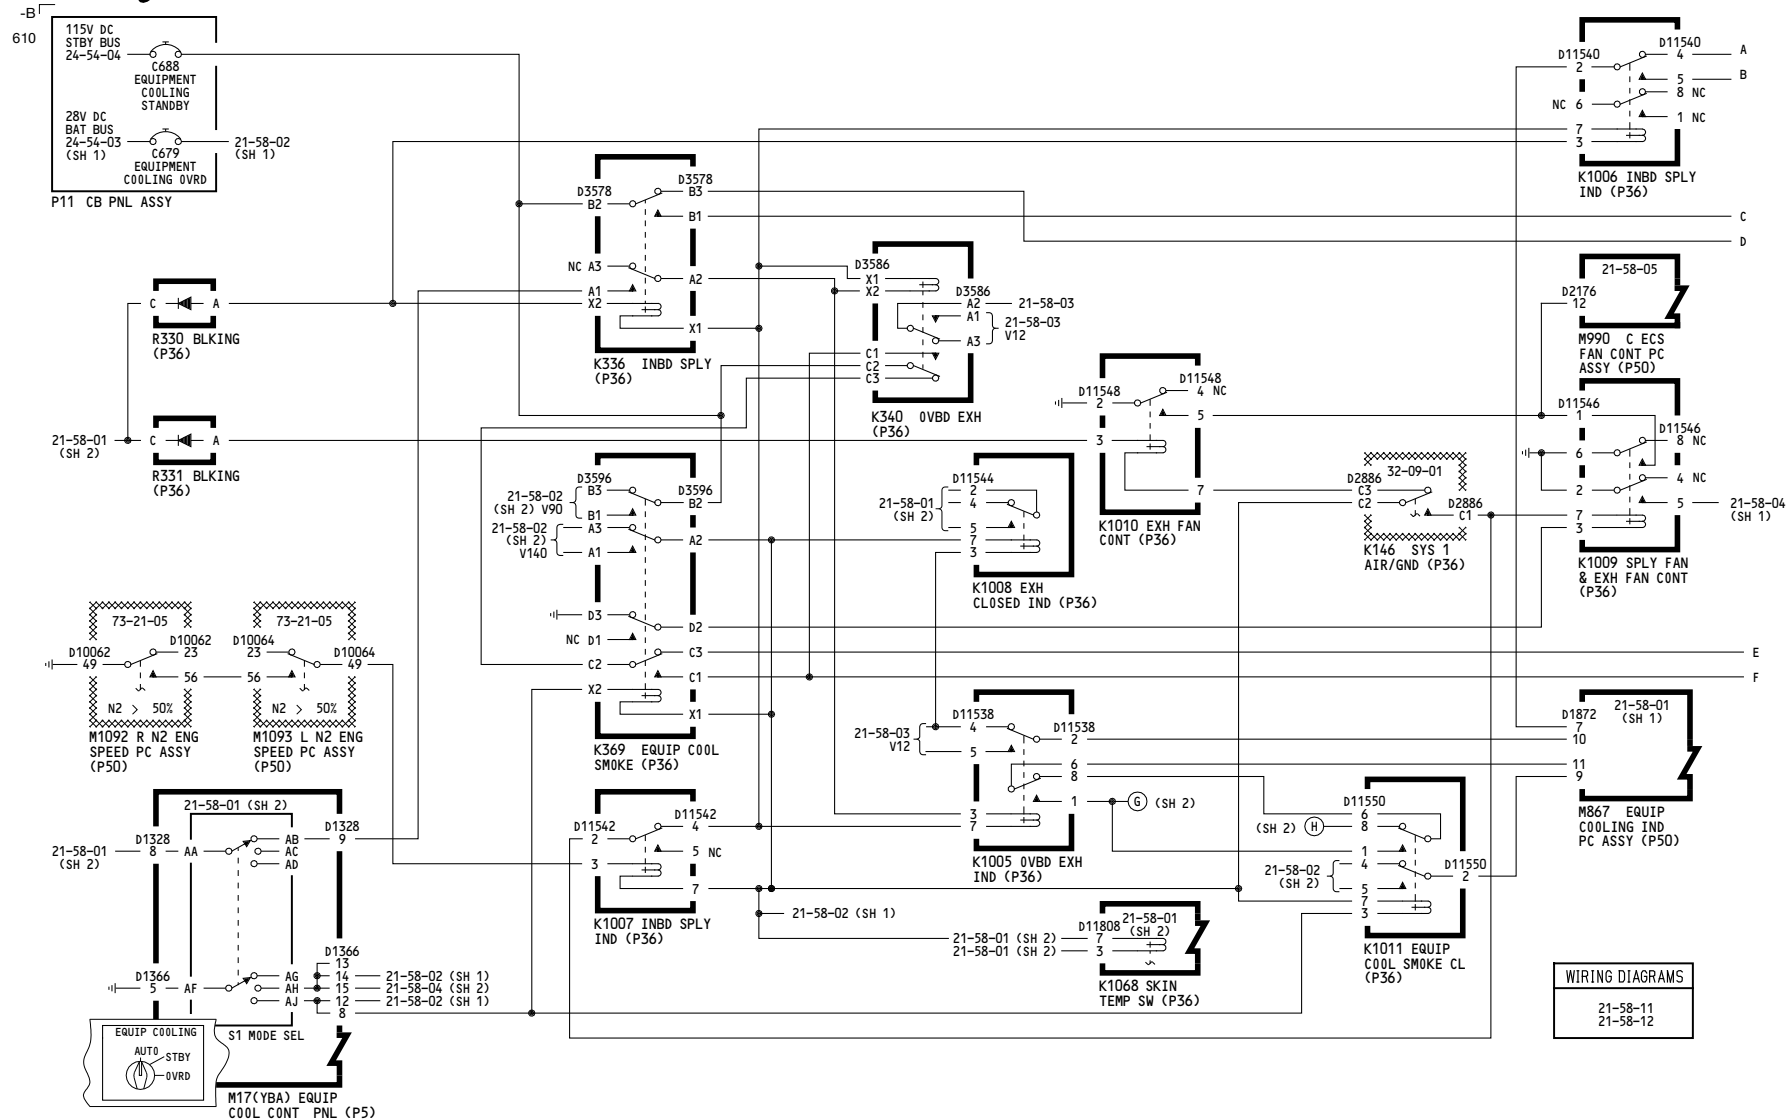 -B
610
115V DC
STBY BUS
24-54-04
C688
EQUIPMENT
COOLING
STANDBY
28V DC
BAT BUS
24-54-03
(SH 1)
C679
EQUIPMENT
COOLING OVRD
21-58-02
(SH 1)
P11 CB PNL ASSY
D11540
2
NC 6
7
3
D11540
4
5
8 NC
1 NC
A
B
K1006 INBD SPLY
IND (P36)
D3578
B2
NC A3
A1
X2
D3578
B3
B1
A2
X1
K336 INBD SPLY
(P36)
C
D
C A
R330 BLKING
(P36)
21-58-01
(SH 2)
C A
R331 BLKING
(P36)
D3586
X1
X2
C1
C2
C3
D3586
A2 21-58-03
A1
A3
21-58-03
V12
K340 OVBD EXH
(P36)
21-58-05
D2176
12
M990 C ECS
FAN CONT PC
ASSY (P50)
D11548
2
3
D11548
4 NC
5
7
K1010 EXH FAN
CONT (P36)
D11546
1
6
2
7
3
D11546
8 NC
4 NC
5
21-58-04
(SH 1)
K1009 SPLY FAN
& EXH FAN CONT
(P36)
32-09-01
D2886
C3
C2
D2886
C1
K146 SYS 1
AIR/GND (P36)
D3596
B3
B1
A3
A1
21-58-02
(SH 2) V90
21-58-02
(SH 2)
V140
D3
NC D1
C2
X2
D3596
B2
A2
D2
C3
C1
X1
K369 EQUIP COOL
SMOKE (P36)
E
F
21-58-01
(SH 2)
D11544
2
4
5
7
3
K1008 EXH
CLOSED IND (P36)
73-21-05
D10062
49
D10062
23
56
N2 > 50%
M1092 R N2 ENG
SPEED PC ASSY
(P50)
73-21-05
D10064
23
56
D10064
49
N2 > 50%
M1093 L N2 ENG
SPEED PC ASSY
(P50)
21-58-03
V12
D11538
4
5
3
7
D11538
2
6
8
1
G (SH 2)
K1005 OVBD EXH
IND (P36)
21-58-01
(SH 1)
D1872
7
10
11
9
M867 EQUIP
COOLING IND
PC ASSY (P50)
(SH 2) H
21-58-02
(SH 2)
D11550
6
8
1
4
5
7
3
D11550
2
K1011 EQUIP
COOL SMOKE CL
(P36)
D11542
2
3
D11542
4
5 NC
7
K1007 INBD SPLY
IND (P36)
21-58-02 (SH 1)
21-58-01 (SH 2)
21-58-01 (SH 2)
D11808
7
3
21-58-01
(SH 2)
K1068 SKIN
TEMP SW (P36)
21-58-01 (SH 2)
21-58-01
(SH 2)
D1328
8 AA
AB
AC
AD
D1328
9
D1366
5 AF
AG
AH
AJ
D1366
13
14 21-58-02 (SH 1)
15 21-58-04 (SH 2)
12 21-58-02 (SH 1)
8
S1 MODE SEL
EQUIP COOLING
AUTO
STBY
OVRD
M17(YBA) EQUIP
COOL CONT PNL (P5)
WIRING DIAGRAMS
21-58-11
21-58-12